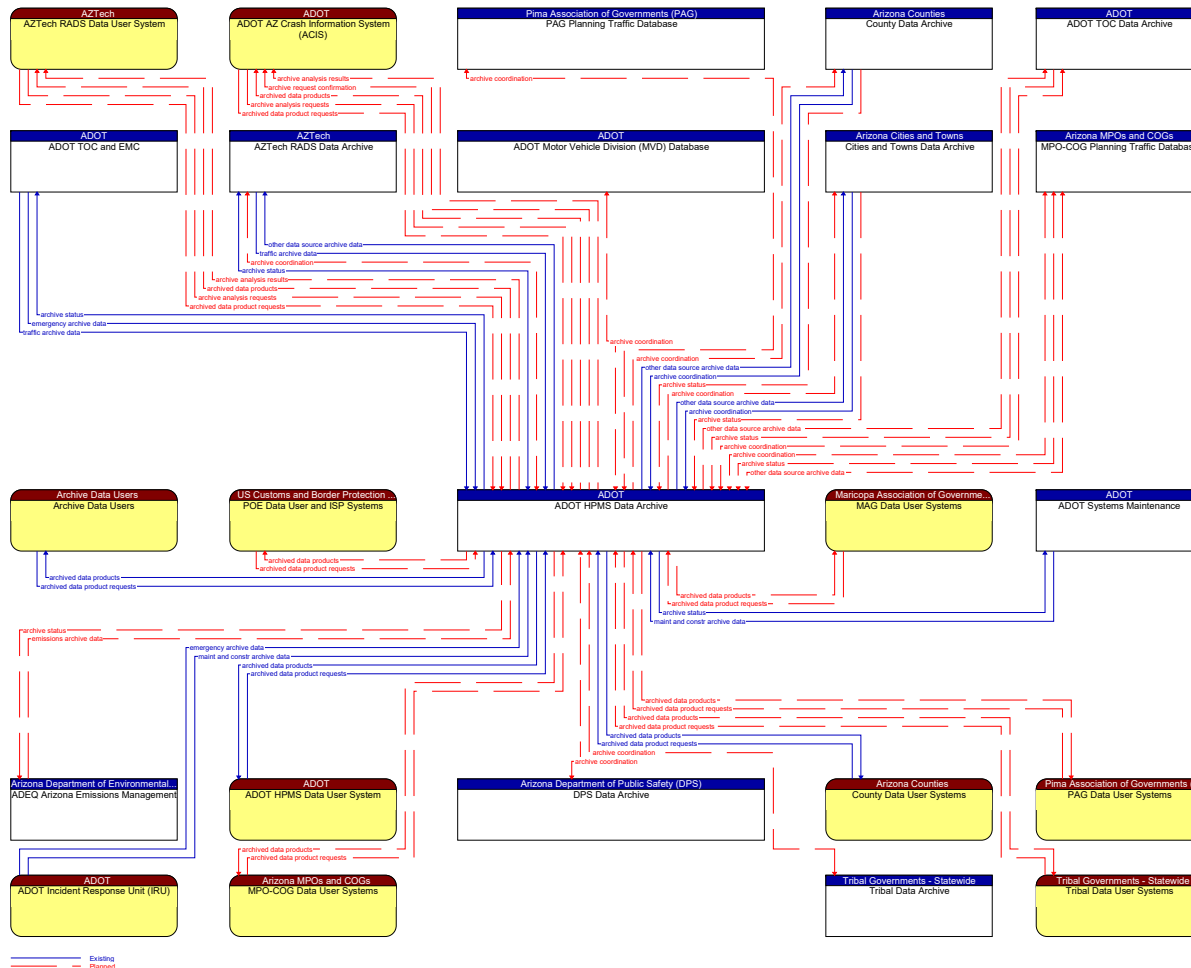 AZTech
AZTech RADS Data User System
ADOT
ADOT AZ Crash Information System
(ACIS)
Pima Association of Governments (PAG)
PAG Planning Traffic Database
Arizona Counties
County Data Archive
ADOT
ADOT TOC Data Archive
archive analysis results
archive request confirmation
archived data products
archive analysis requests
archived data product requests
archive coordination
ADOT
ADOT TOC and EMC
AZTech
AZTech RADS Data Archive
ADOT
ADOT Motor Vehicle Division (MVD) Database
Arizona Cities and Towns
Cities and Towns Data Archive
Arizona MPOs and COGs
MPO-COG Planning Traffic Databas
other data source archive data
traffic archive data
archive coordination
archive status
archive analysis results
archived data products
archive analysis requests
archived data product requests
archive status
emergency archive data
traffic archive data
archive coordination
archive coordination
other data source archive data
archive coordination
archive status
archive coordination
other data source archive data
archive coordination
archive status
other data source archive data
archive status
archive coordination
archive coordination
archive status
other data source archive data
Archive Data Users
Archive Data Users
US Customs and Border Protection ...
POE Data User and ISP Systems
ADOT
ADOT HPMS Data Archive
Maricopa Association of Governme...
MAG Data User Systems
ADOT
ADOT Systems Maintenance
archived data products
archived data product requests
archived data products
archived data product requests
archived data products
archived data product requests
archive status
maint and constr archive data
archive status
emissions archive data
emergency archive data
maint and constr archive data
archived data products
archived data product requests
archived data products
archived data product requests
archived data products
archived data product requests
archived data products
archived data product requests
archive coordination
archive coordination
Arizona Department of Environmental...
ADEQ Arizona Emissions Management
ADOT
ADOT HPMS Data User System
Arizona Department of Public Safety (DPS)
DPS Data Archive
Arizona Counties
County Data User Systems
Pima Association of Governments
PAG Data User Systems
archived data products
archived data product requests
ADOT
ADOT Incident Response Unit (IRU)
Arizona MPOs and COGs
MPO-COG Data User Systems
Tribal Governments - Statewide
Tribal Data Archive
Tribal Governments - Statewide
Tribal Data User Systems
Existing
Planned